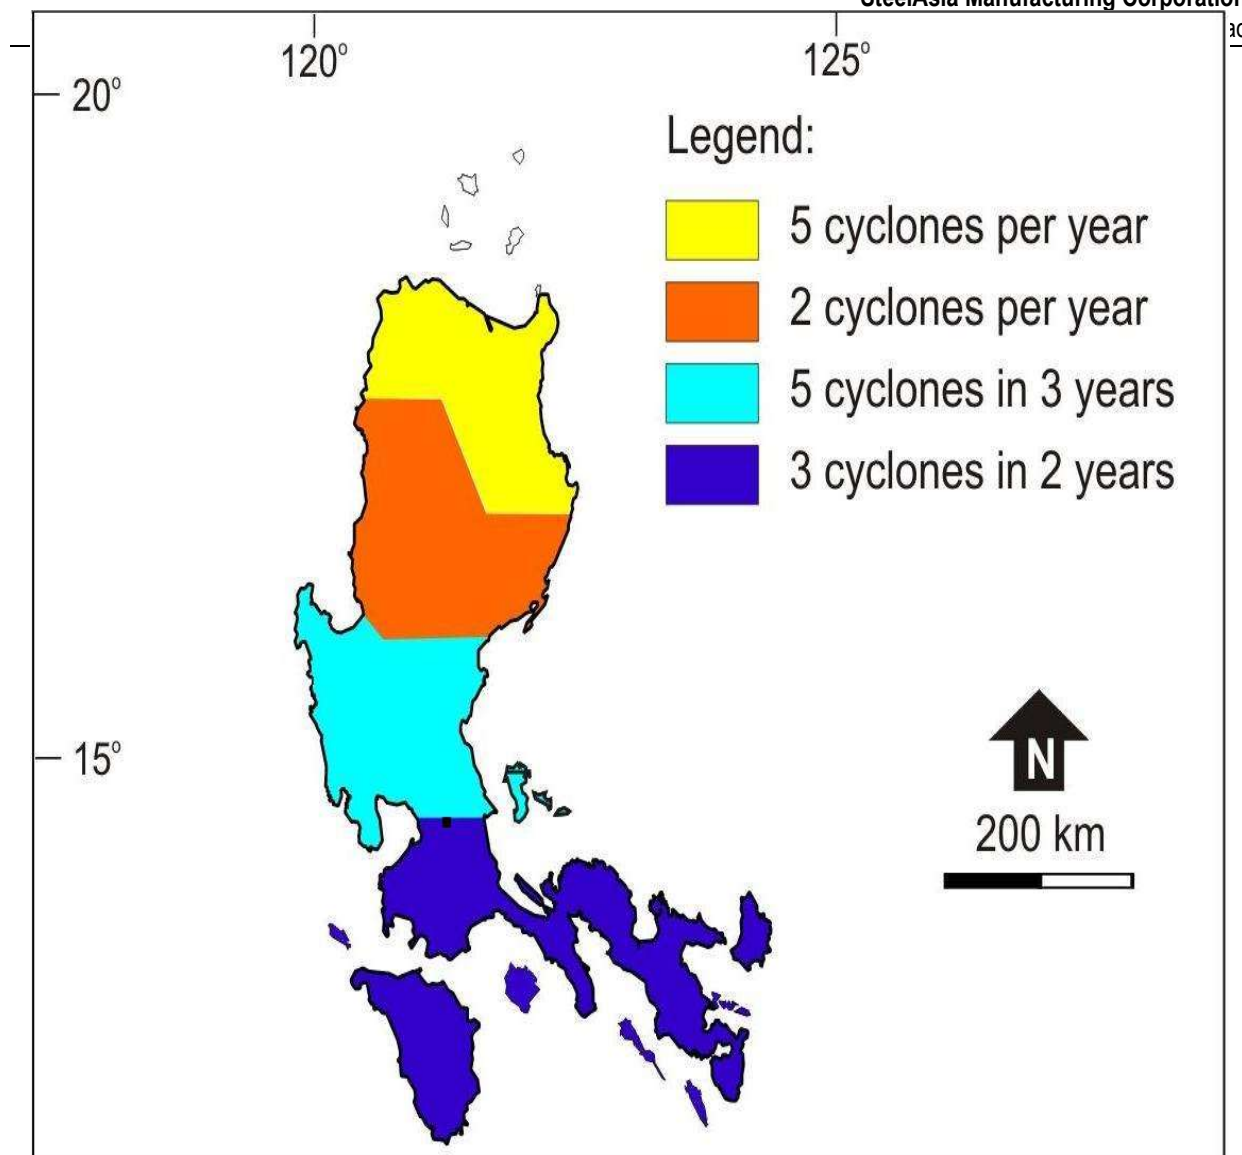 SteelAsia Manufacturing Corporation
120°
125°
20°
Legend:
5 cyclones per year
2 cyclones per year
5 cyclones in 3 years
3 cyclones in 2 years
15°
N
200 km